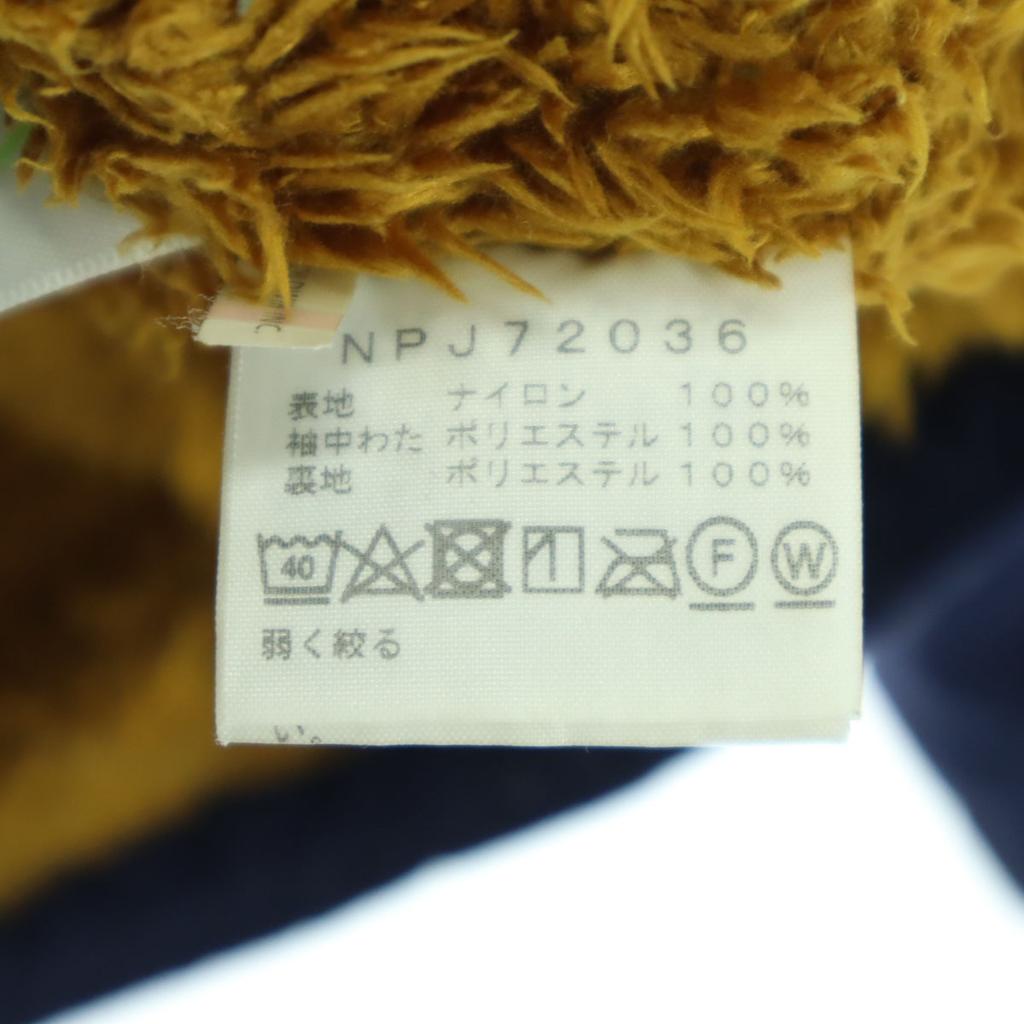 NPJ72036
表地 ナイロン 100%
袖中わた ポリエステル 100%
裏地 ポリエステル 100%
40 F W
弱く絞る
い。